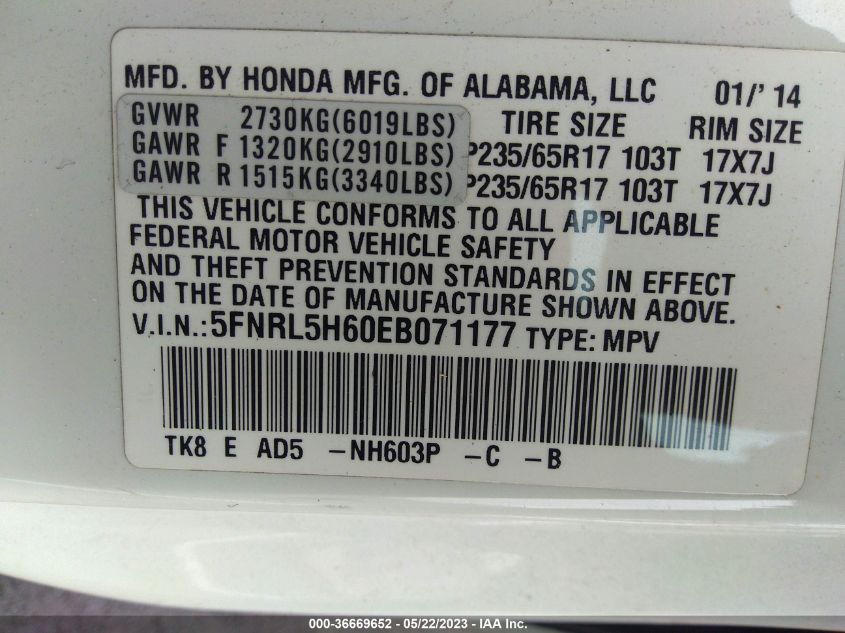 MFD. BY HONDA MFG. OF ALABAMA, LLC 01/' 14
GVWR 2730KG(6019LBS) TIRE SIZE RIM SIZE
GAWR F 1320KG(2910LBS) P235/65R17 103T 17X7J
GAWR R 1515KG(3340LBS) P235/65R17 103T 17X7J
THIS VEHICLE CONFORMS TO ALL APPLICABLE
FEDERAL MOTOR VEHICLE SAFETY
AND THEFT PREVENTION STANDARDS IN EFFECT
ON THE DATE OF MANUFACTURE SHOWN ABOVE.
V.I.N.: 5FNRL5H60EB071177 TYPE: MPV
TK8 E AD5 -NH603P -C -B
000-36669652 - 05/22/2023 - IAA Inc.